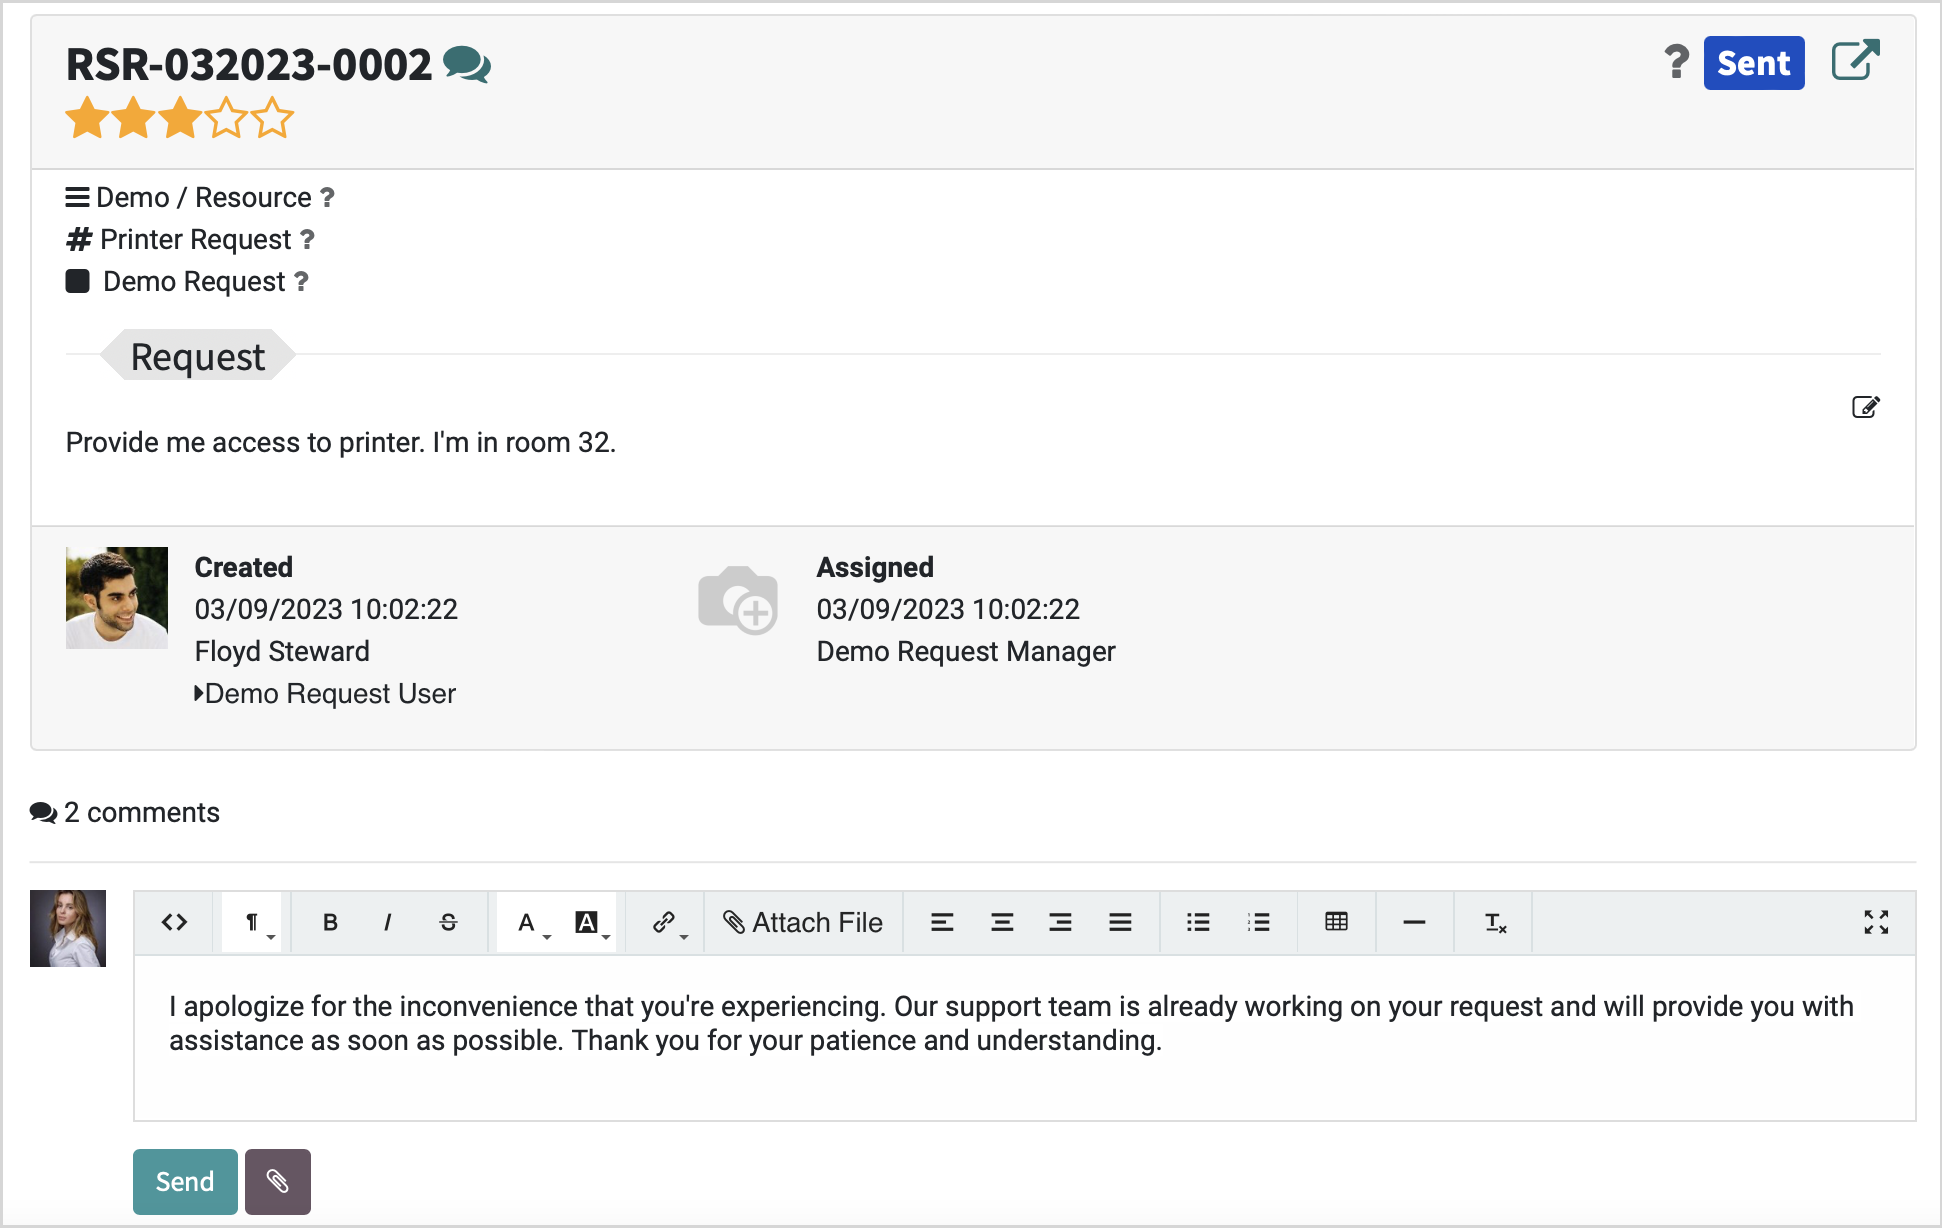 RSR-032023-0002
? Sent
Demo / Resource ?
# Printer Request ?
Demo Request ?
Request
Provide me access to printer. I'm in room 32.
Created
03/09/2023 10:02:22
Floyd Steward
Demo Request User
Assigned
03/09/2023 10:02:22
Demo Request Manager
2 comments
<> ¶ B I S A A Attach File
I apologize for the inconvenience that you're experiencing. Our support team is already working on your request and will provide you with
assistance as soon as possible. Thank you for your patience and understanding.
Send